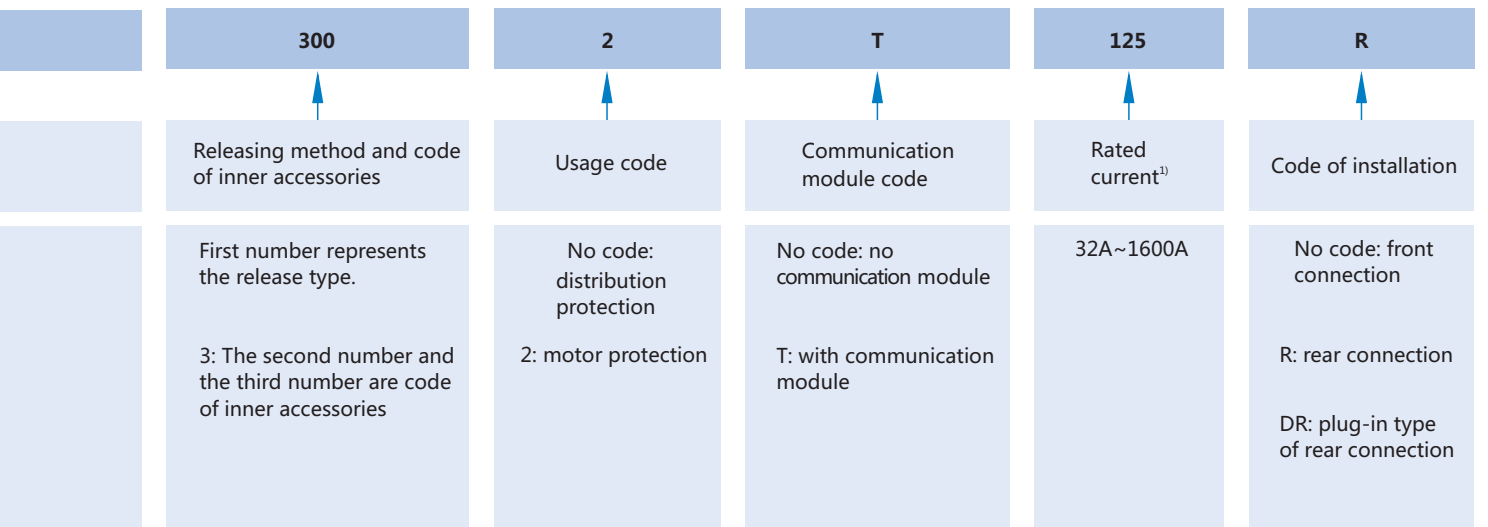 300
2
T
125
R
Releasing method and code
of inner accessories
Usage code
Communication
module code
Rated
current1)
Code of installation
First number represents
the release type.
3: The second number and
the third number are code
of inner accessories
No code:
distribution
protection
2: motor protection
No code: no
communication module
T: with communication
module
32A~1600A
No code: front
connection
R: rear connection
DR: plug-in type
of rear connection